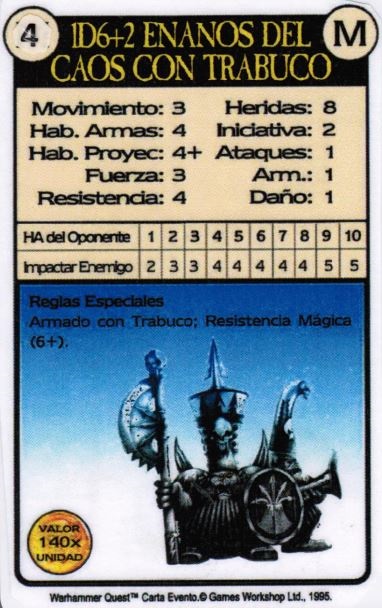 4
1D6+2 ENANOS DEL
CAOS CON TRABUCO
M
Movimiento: 3 Heridas: 8
Hab. Armas: 4 Iniciativa: 2
Hab. Proyec: 4+ Ataques: 1
Fuerza: 3 Arm.: 1
Resistencia: 4 Daño: 1
HA del Oponente 1 2 3 4 5 6 7 8 9 10
Impactar Enemigo 2 3 3 4 4 4 4 4 5 5
Reglas Especiales
Armado con Trabuco; Resistencia Mágica
(6+).
VALOR
140x
UNIDAD
Warhammer Quest™ Carta Evento.© Games Workshop Ltd., 1995.